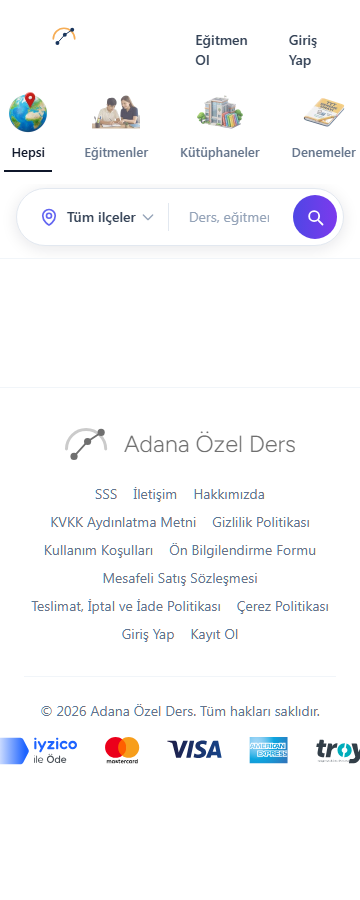 Eğitmen Ol
Giriş Yap
Hepsi
Eğitmenler
Kütüphaneler
Denemeler
Tüm ilçeler
Ders, eğitmen
Adana Özel Ders
SSS İletişim Hakkımızda
KVKK Aydınlatma Metni Gizlilik Politikası
Kullanım Koşulları Ön Bilgilendirme Formu
Mesafeli Satış Sözleşmesi
Teslimat, İptal ve İade Politikası Çerez Politikası
Giriş Yap Kayıt Ol
© 2026 Adana Özel Ders. Tüm hakları saklıdır.
iyzico ile Öde
mastercard
VISA
AMERICAN EXPRESS
troy